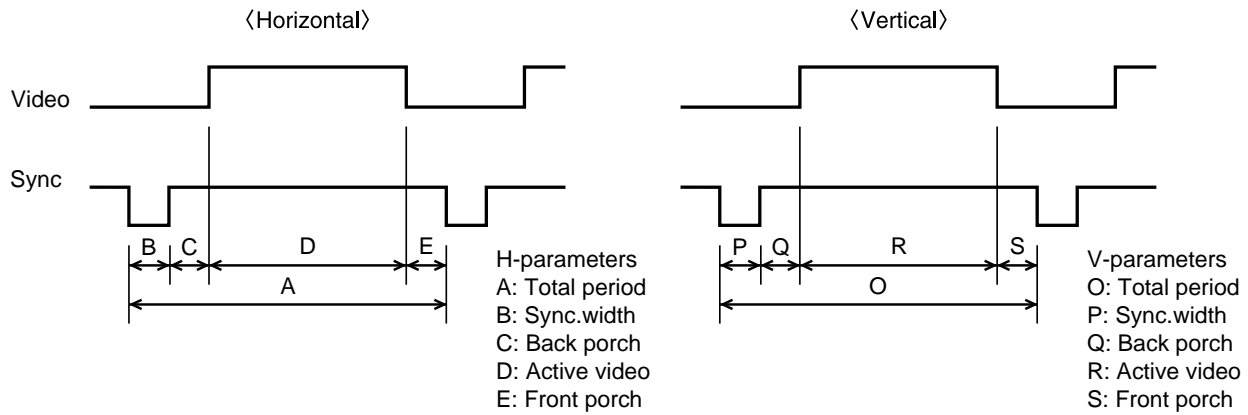 〈Horizontal〉
Video
Sync
B
C
D
E
A
H-parameters
A: Total period
B: Sync.width
C: Back porch
D: Active video
E: Front porch
〈Vertical〉
P
Q
R
S
O
V-parameters
O: Total period
P: Sync.width
Q: Back porch
R: Active video
S: Front porch